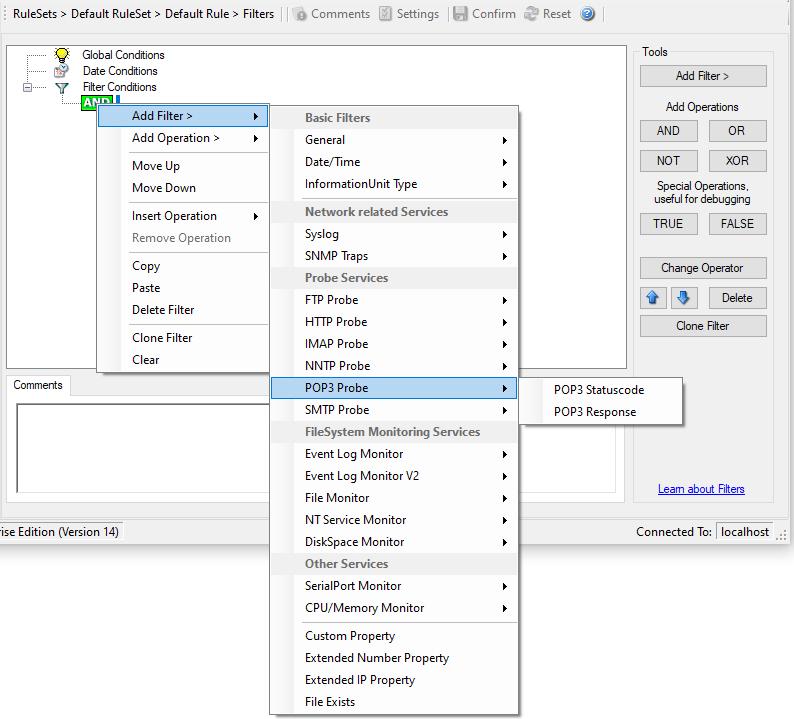 RuleSets > Default RuleSet > Default Rule > Filters
Comments
Settings
Confirm
Reset
Global Conditions
Date Conditions
Filter Conditions
AND
Add Filter >
Add Operation >
Move Up
Move Down
Insert Operation
Remove Operation
Copy
Paste
Delete Filter
Clone Filter
Clear
Basic Filters
General
Date/Time
InformationUnit Type
Network related Services
Syslog
SNMP Traps
Probe Services
FTP Probe
HTTP Probe
IMAP Probe
NNTP Probe
POP3 Probe
SMTP Probe
FileSystem Monitoring Services
Event Log Monitor
Event Log Monitor V2
File Monitor
NT Service Monitor
DiskSpace Monitor
Other Services
SerialPort Monitor
CPU/Memory Monitor
Custom Property
Extended Number Property
Extended IP Property
File Exists
POP3 Statuscode
POP3 Response
Tools
Add Filter >
Add Operations
AND
OR
NOT
XOR
Special Operations,
useful for debugging
TRUE
FALSE
Change Operator
Delete
Clone Filter
Learn about Filters
Comments
rise Edition (Version 14)
Connected To:
localhost